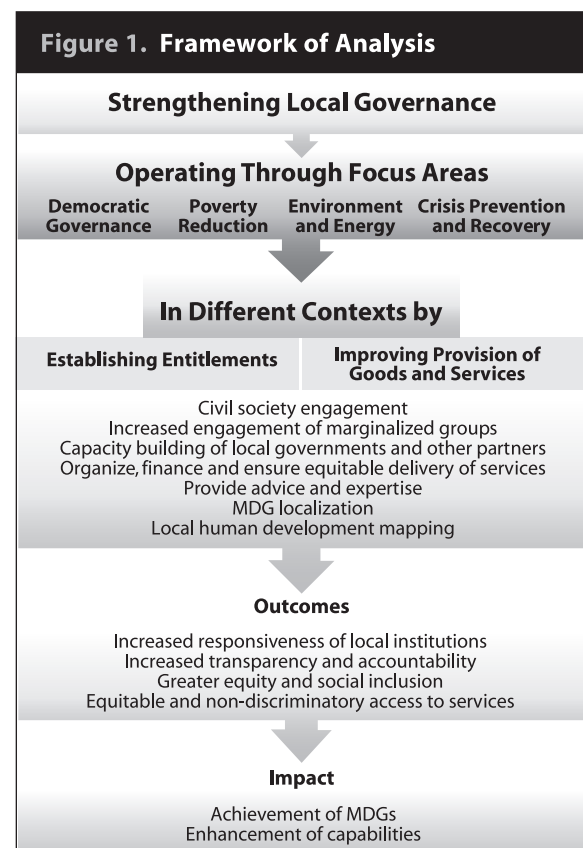 Figure 1. Framework of Analysis
Strengthening Local Governance
Operating Through Focus Areas
Democratic Governance
Poverty Reduction
Environment and Energy
Crisis Prevention and Recovery
In Different Contexts by
Establishing Entitlements
Improving Provision of
Goods and Services
Civil society engagement
Increased engagement of marginalized groups
Capacity building of local governments and other partners
Organize, finance and ensure equitable delivery of services
Provide advice and expertise
MDG localization
Local human development mapping
Outcomes
Increased responsiveness of local institutions
Increased transparency and accountability
Greater equity and social inclusion
Equitable and non-discriminatory access to services
Impact
Achievement of MDGs
Enhancement of capabilities